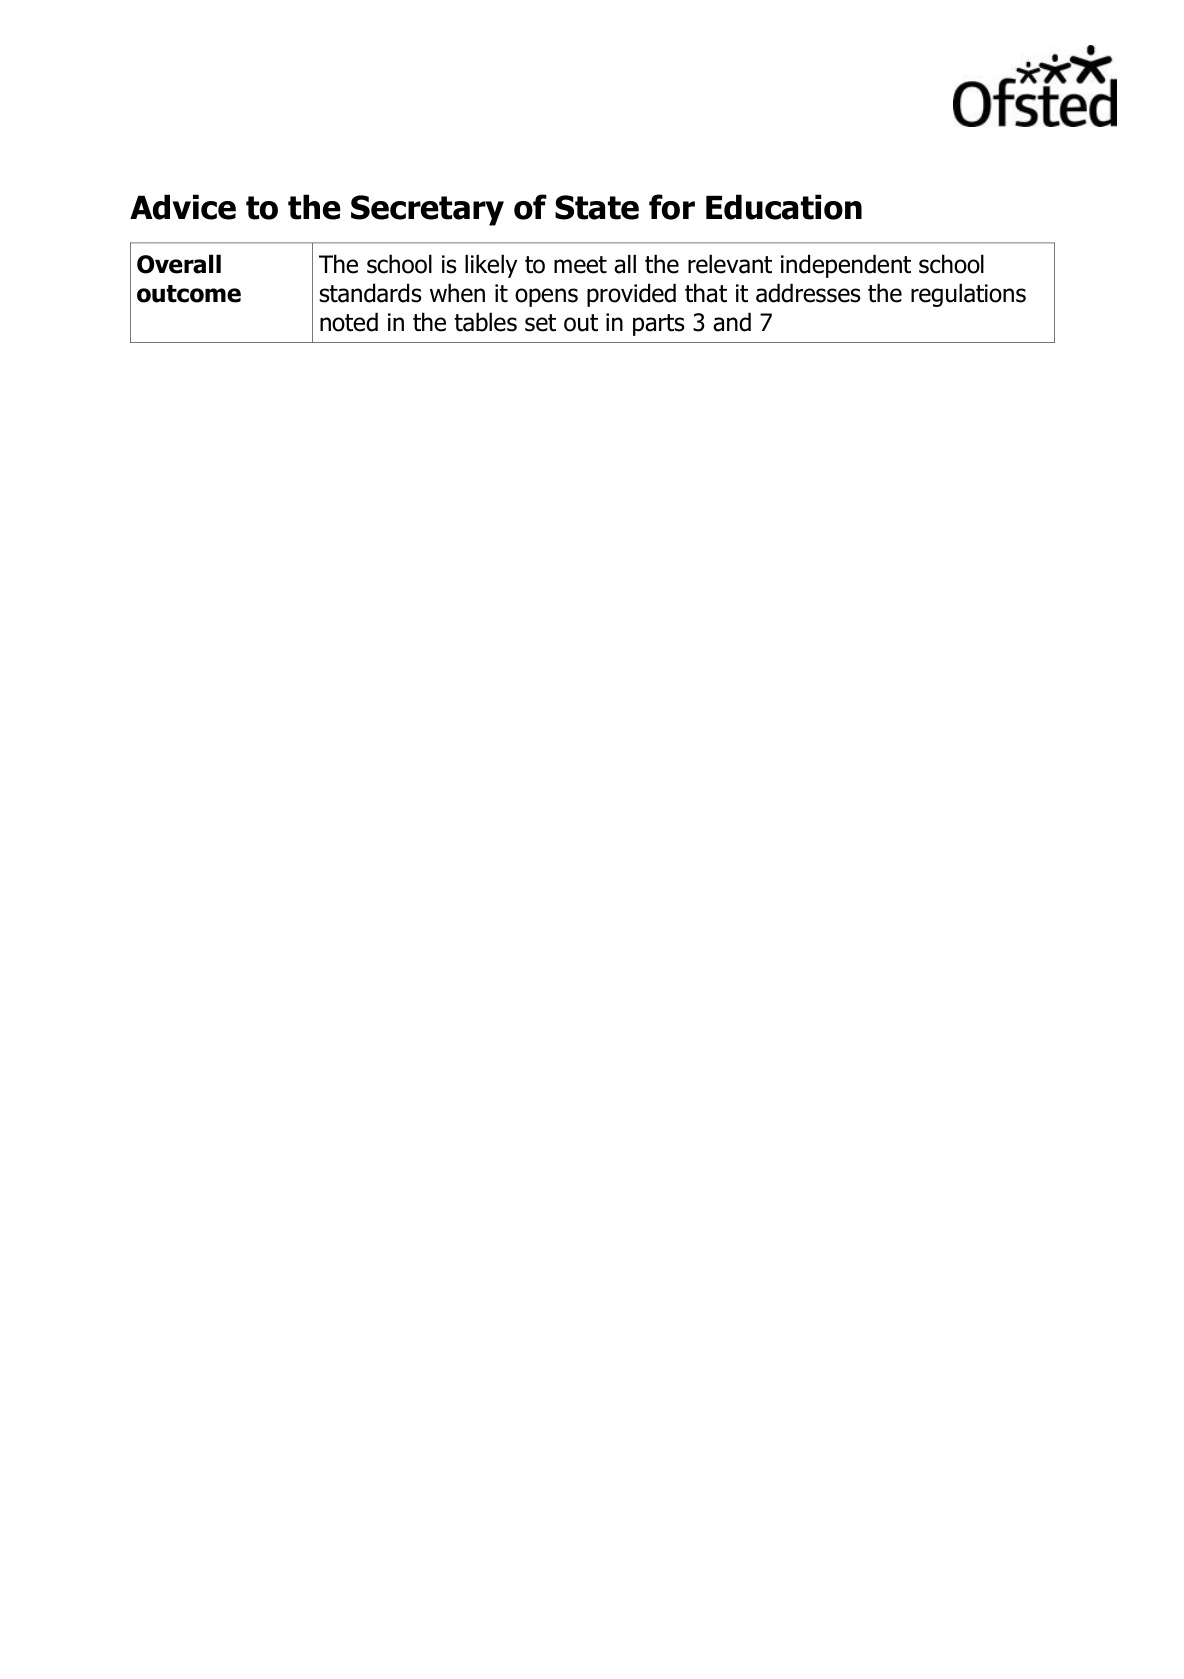 Ofsted
Advice to the Secretary of State for Education
Overall
outcome
The school is likely to meet all the relevant independent school
standards when it opens provided that it addresses the regulations
noted in the tables set out in parts 3 and 7